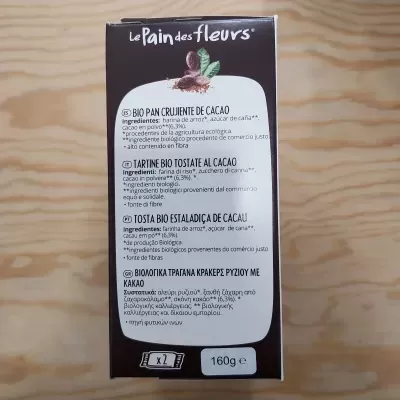 Le Pain des fleurs®
ES BIO PAN CRUJIENTE DE CACAO
Ingredientes: harina de arroz*, azúcar de caña**,
cacao en polvo**(6,3%).
*procedentes de la agricultura ecológica.
**ingrediente biológico procedente de comercio justo
• alto contenido en fibra
IT TARTINE BIO TOSTATE AL CACAO
Ingredienti: farina di riso*, zucchero di canna**,
cacao in polvere** (6,3%). *.
*ingredienti biologici.
**ingredienti biologici provenienti dal commercio
equo e solidale.
• fonte di fibre
PT TOSTA BIO ESTALADIÇA DE CACAU
Ingredientes: farinha de arroz*, açúcar de cana**,
cacau em pó** (6,3%)
*de produção Biológica.
**ingredientes biológicos provenientes do comércio justo
• fonte de fibras
GR ΒΙΟΛΟΓΙΚΑ ΤΡΑΓΑΝΑ ΚΡΑΚΕΡΣ ΡΥΖΙΟΥ ΜΕ
ΚΑΚΑΟ
Συστατικά: αλεύρι ρυζιού*, ξανθή ζάχαρη από
ζαχαροκάλαμο**, σκόνη κακάο** (6,3%). *
βιολογικής καλλιέργειας. ** βιολογικής
καλλιέργειας και δίκαιου εμπορίου.
• πηγή φυτικών ινών
x2
160g e